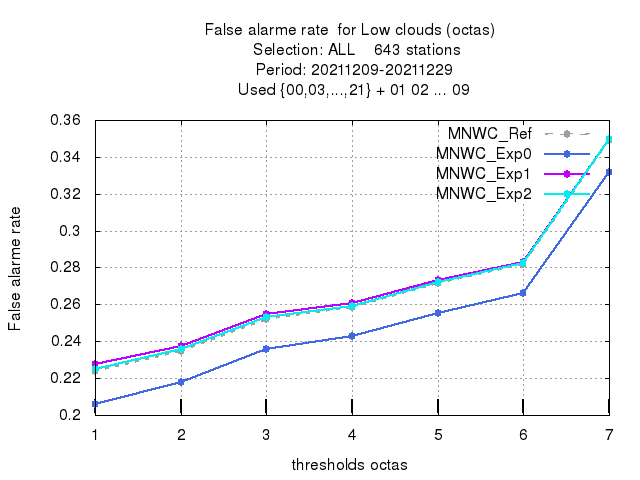 False alarme rate  for Low clouds (octas)
Selection: ALL    643 stations
Period: 20211209-20211229
Used {00,03,...,21} + 01 02 ... 09
MNWC_Ref
MNWC_Exp0
MNWC_Exp1
MNWC_Exp2
False alarme rate
0.36
0.34
0.32
0.3
0.28
0.26
0.24
0.22
0.2
1 2 3 4 5 6 7
thresholds octas